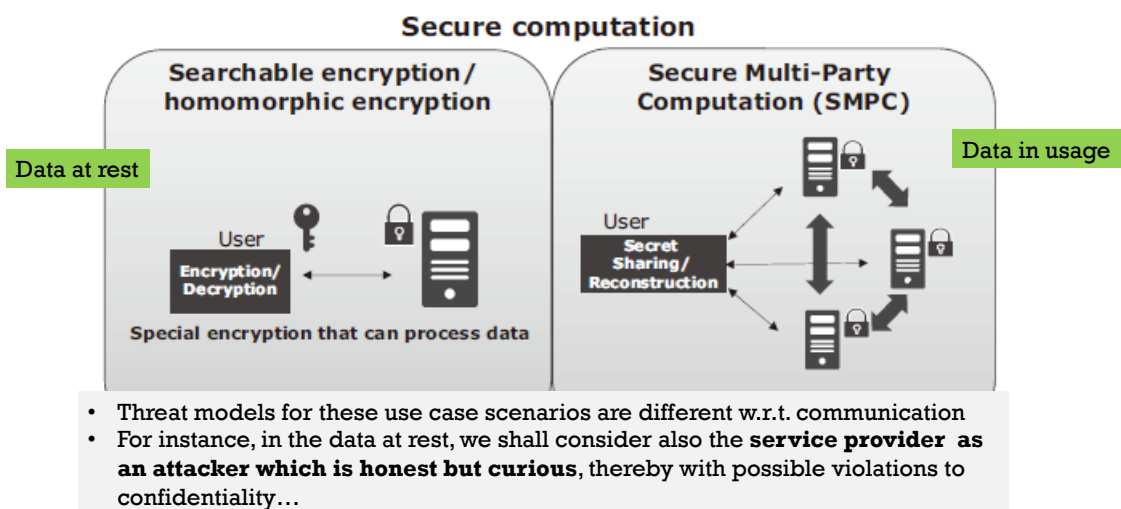 Secure computation
Searchable encryption/
homomorphic encryption
Data at rest
User
Encryption/
Decryption
Special encryption that can process data
Secure Multi-Party
Computation (SMPC)
Data in usage
User
Secret
Sharing/
Reconstruction
• Threat models for these use case scenarios are different w.r.t. communication
• For instance, in the data at rest, we shall consider also the service provider as
an attacker which is honest but curious, thereby with possible violations to
confidentiality…